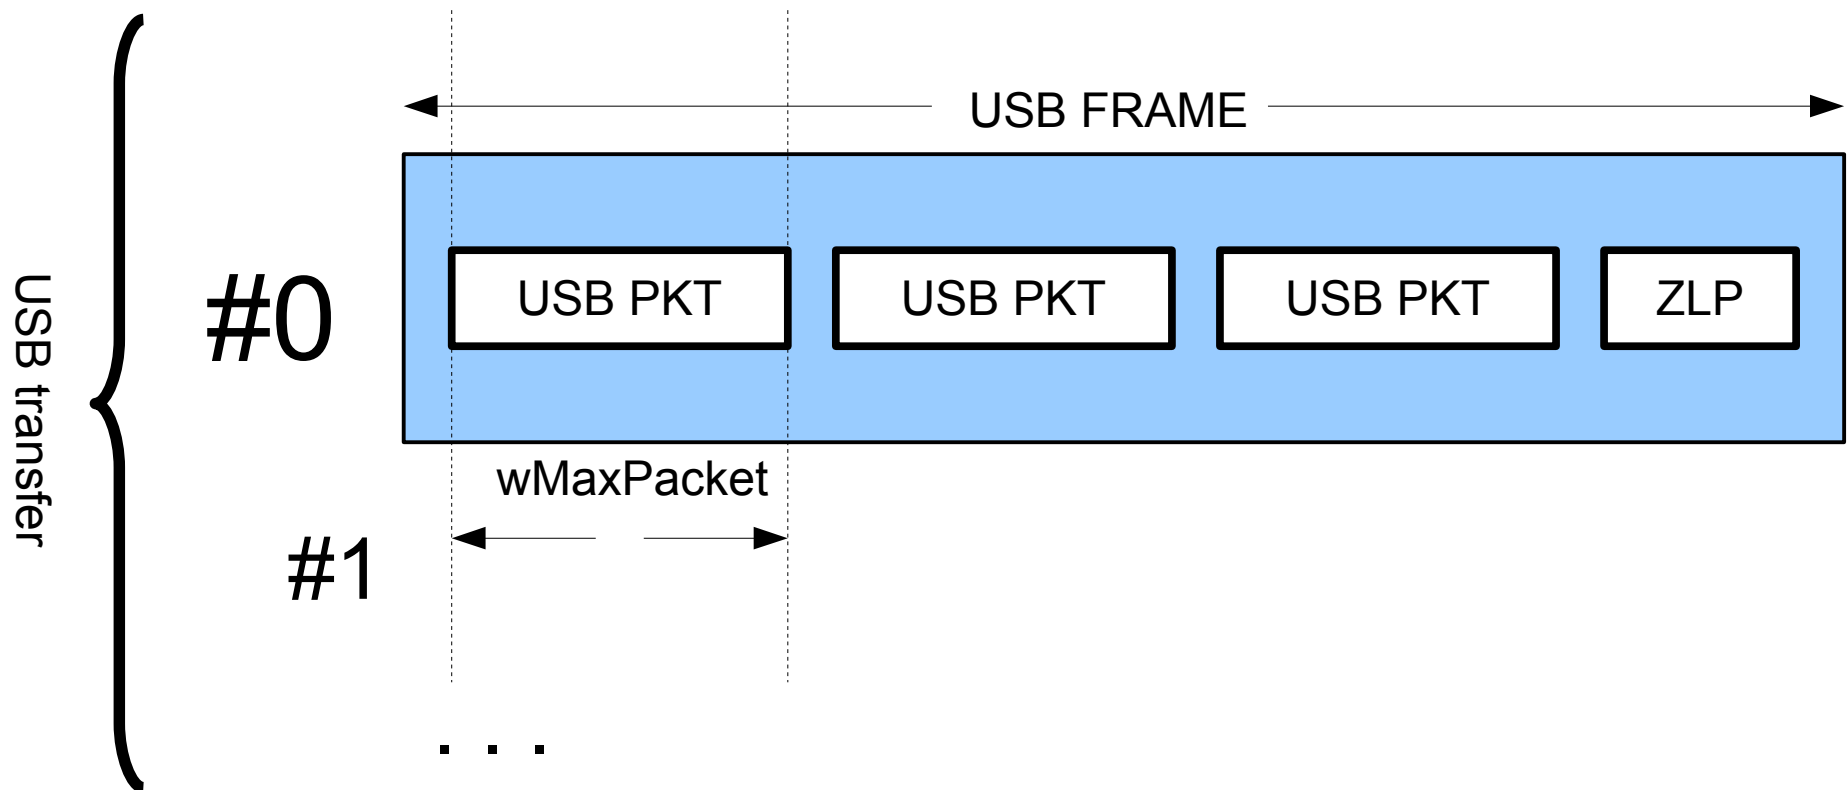 USB FRAME
USB transfer
#0
USB PKT
USB PKT
USB PKT
ZLP
wMaxPacket
#1
. . .